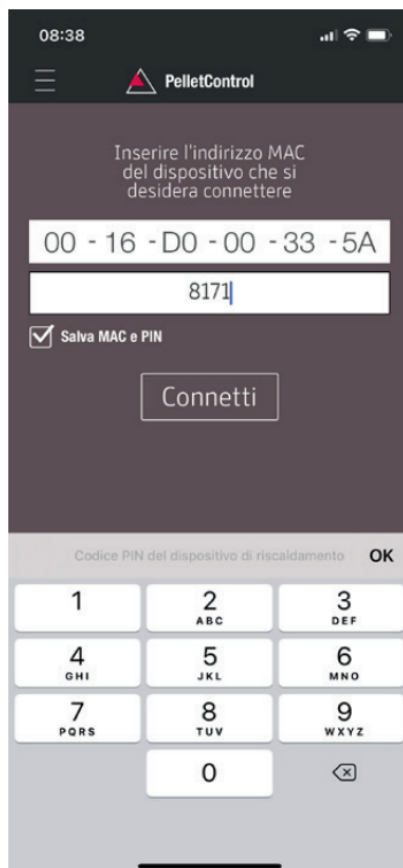 08:38
PelletControl
Inserire l'indirizzo MAC
del dispositivo che si
desidera connettere
00 - 16 - D0 - 00 - 33 - 5A
8171
Salva MAC e PIN
Connetti
Codice PIN del dispositivo di riscaldamento OK
1 2 3
ABC DEF
4 5 6
GHI JKL MNO
7 8 9
PQRS TUV WXYZ
0